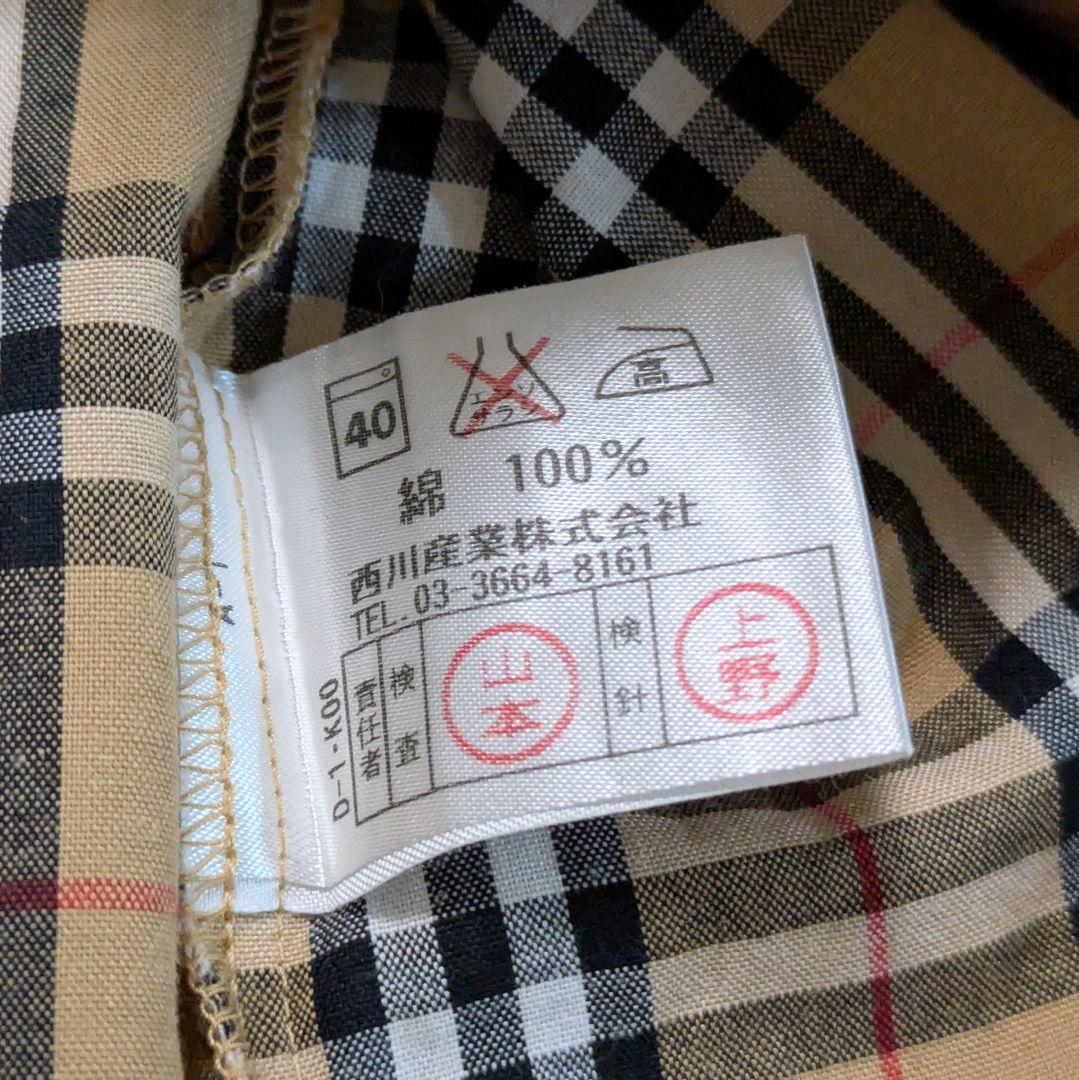 40
エンソ
サラシ
高
綿 100%
西川産業株式会社
TEL. 03-3664-8161
D-1-K00
責任者
検査
山本
検針
上野